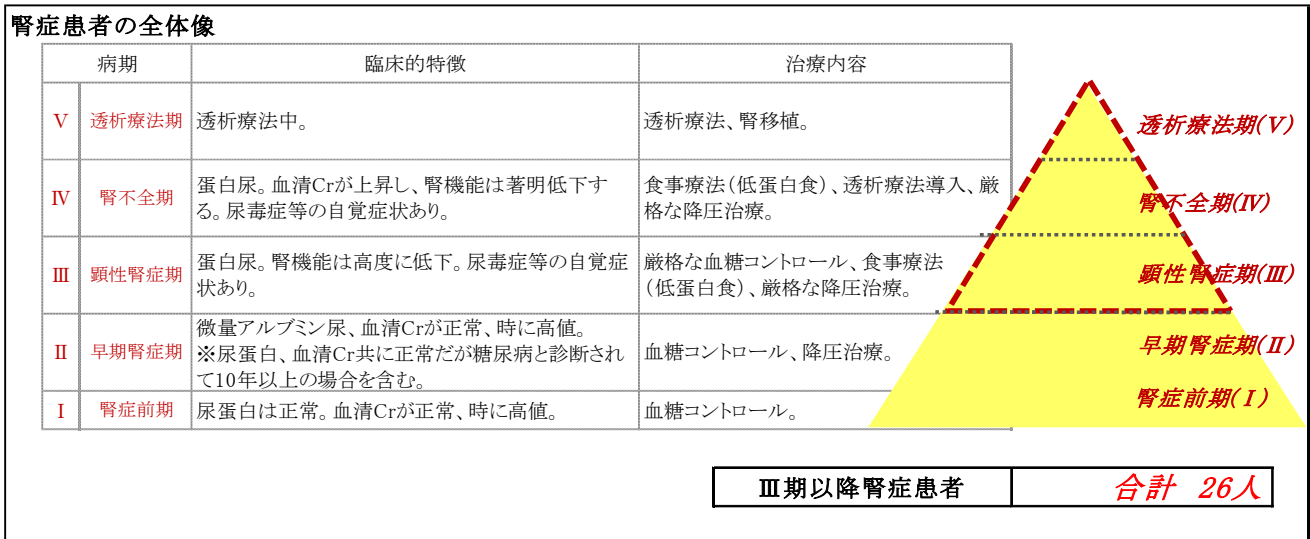 腎症患者の全体像
病期 臨床的特徴 治療内容
Ⅴ 透析療法期 透析療法中。 透析療法、腎移植。
Ⅳ 腎不全期 蛋白尿。血清Crが上昇し、腎機能は著明低下す
る。尿毒症等の自覚症状あり。
食事療法(低蛋白食)、透析療法導入、厳
格な降圧治療。
Ⅲ 顕性腎症期 蛋白尿。腎機能は高度に低下。尿毒症等の自覚症
状あり。
厳格な血糖コントロール、食事療法
(低蛋白食)、厳格な降圧治療。
Ⅱ 早期腎症期 微量アルブミン尿、血清Crが正常、時に高値。
※尿蛋白、血清Cr共に正常だが糖尿病と診断され
て10年以上の場合を含む。
血糖コントロール、降圧治療。
Ⅰ 腎症前期 尿蛋白は正常。血清Crが正常、時に高値。 血糖コントロール。
透析療法期(Ⅴ)
腎不全期(Ⅳ)
顕性腎症期(Ⅲ)
早期腎症期(Ⅱ)
腎症前期(Ⅰ)
Ⅲ期以降腎症患者 合計 26人